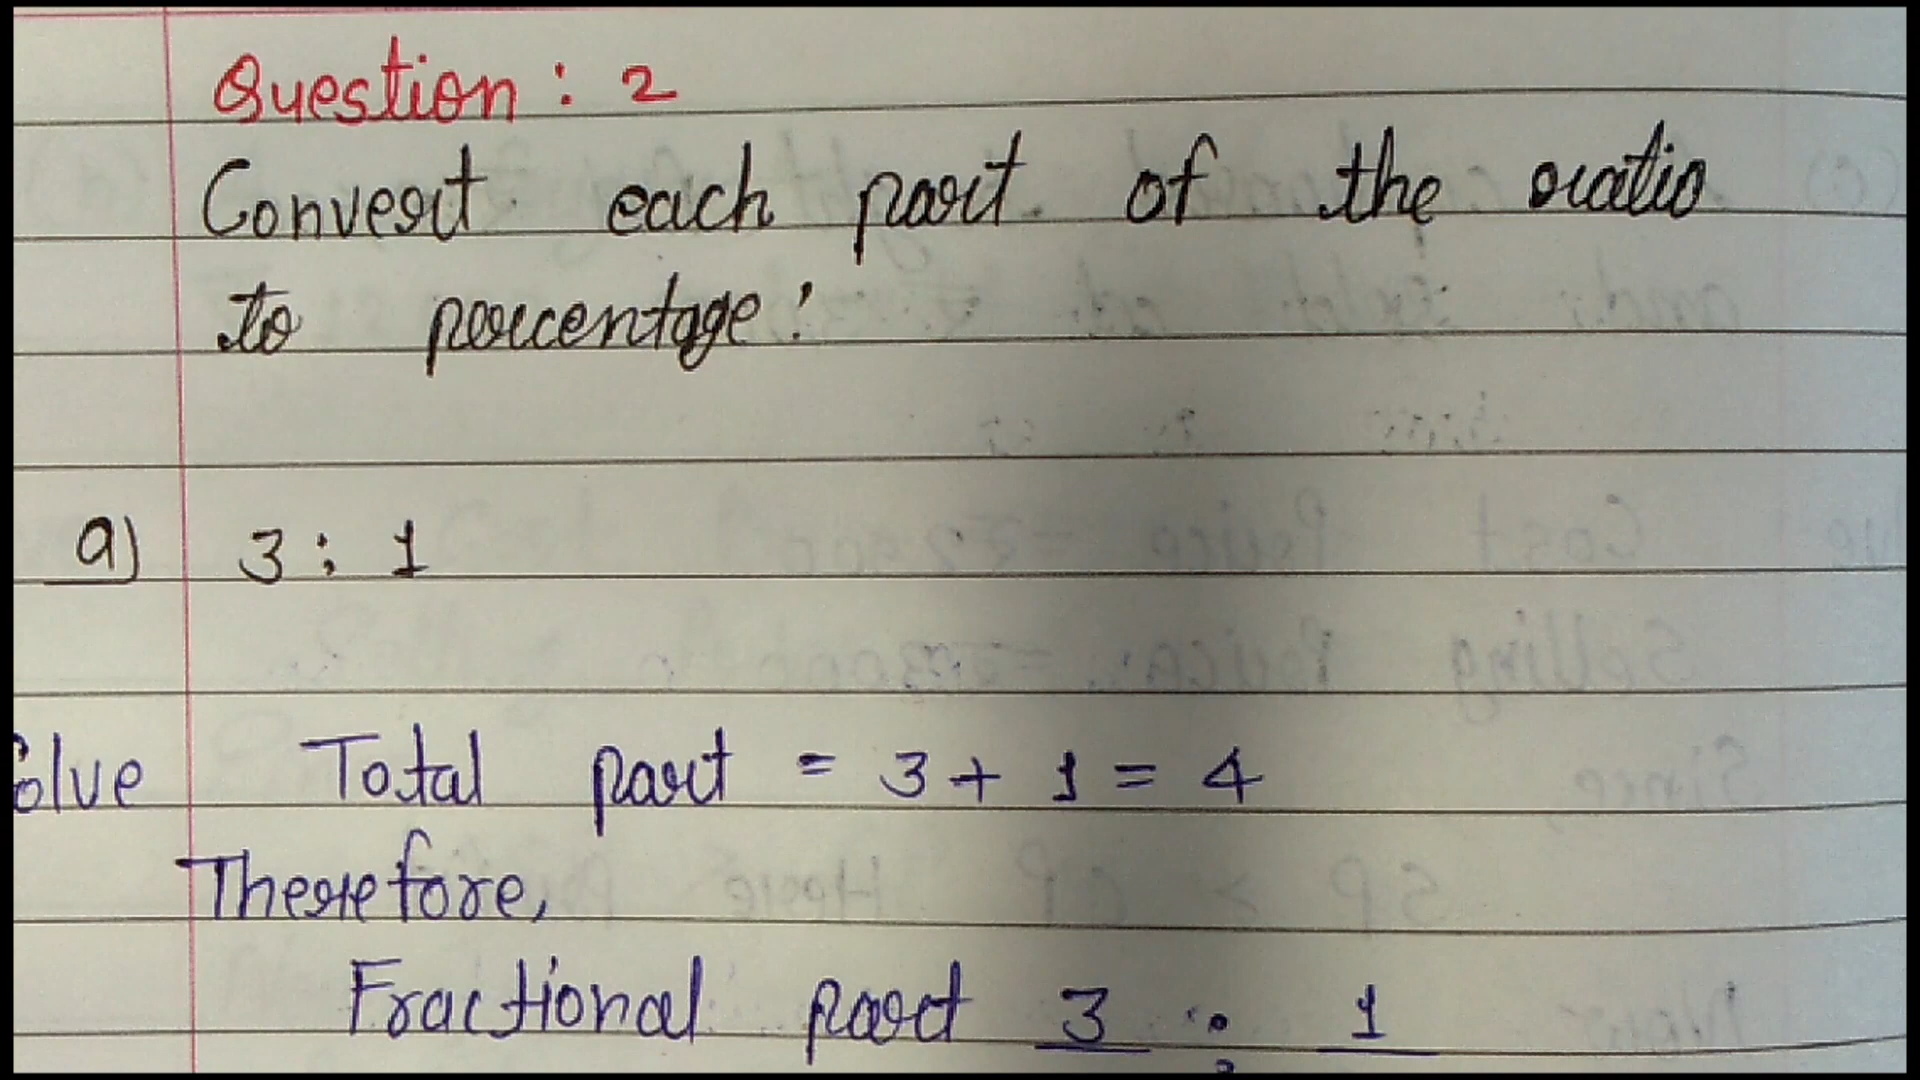 Question : 2
Convert each part of the ratio
to percentage :
a) 3 : 1
olve Total part = 3 + 1 = 4
Therefore,
Fractional part 3 : 1